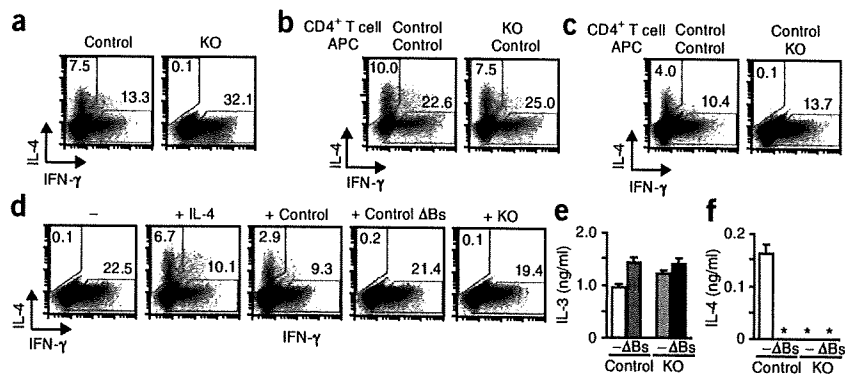 a
Control KO
7.5
13.3
0.1
32.1
IL-4
IFN-γ
b
CD4+ T cell Control KO
APC Control Control
10.0
22.6
7.5
25.0
IL-4
IFN-γ
c
CD4+ T cell Control Control
APC Control KO
4.0
10.4
0.1
13.7
IL-4
IFN-γ
d
– + IL-4 + Control + Control ΔBs + KO
0.1
22.5
6.7
10.1
2.9
9.3
0.2
21.4
0.1
19.4
IL-4
IFN-γ
IFN-γ
e
IL-3 (ng/ml)
2.0
1.0
0
– ΔBs – ΔBs
Control KO
f
IL-4 (ng/ml)
0.2
0.1
0
* * *
– ΔBs – ΔBs
Control KO